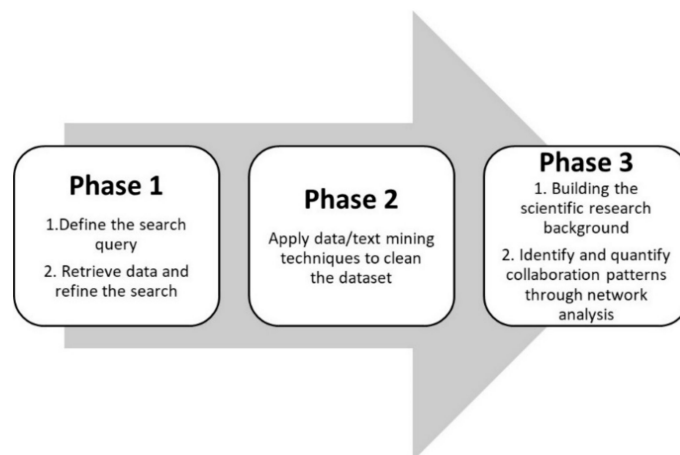 Phase 1
1.Define the search
query
2. Retrieve data and
refine the search
Phase 2
Apply data/text mining
techniques to clean
the dataset
Phase 3
1. Building the
scientific research
background
2. Identify and quantify
collaboration patterns
through network
analysis